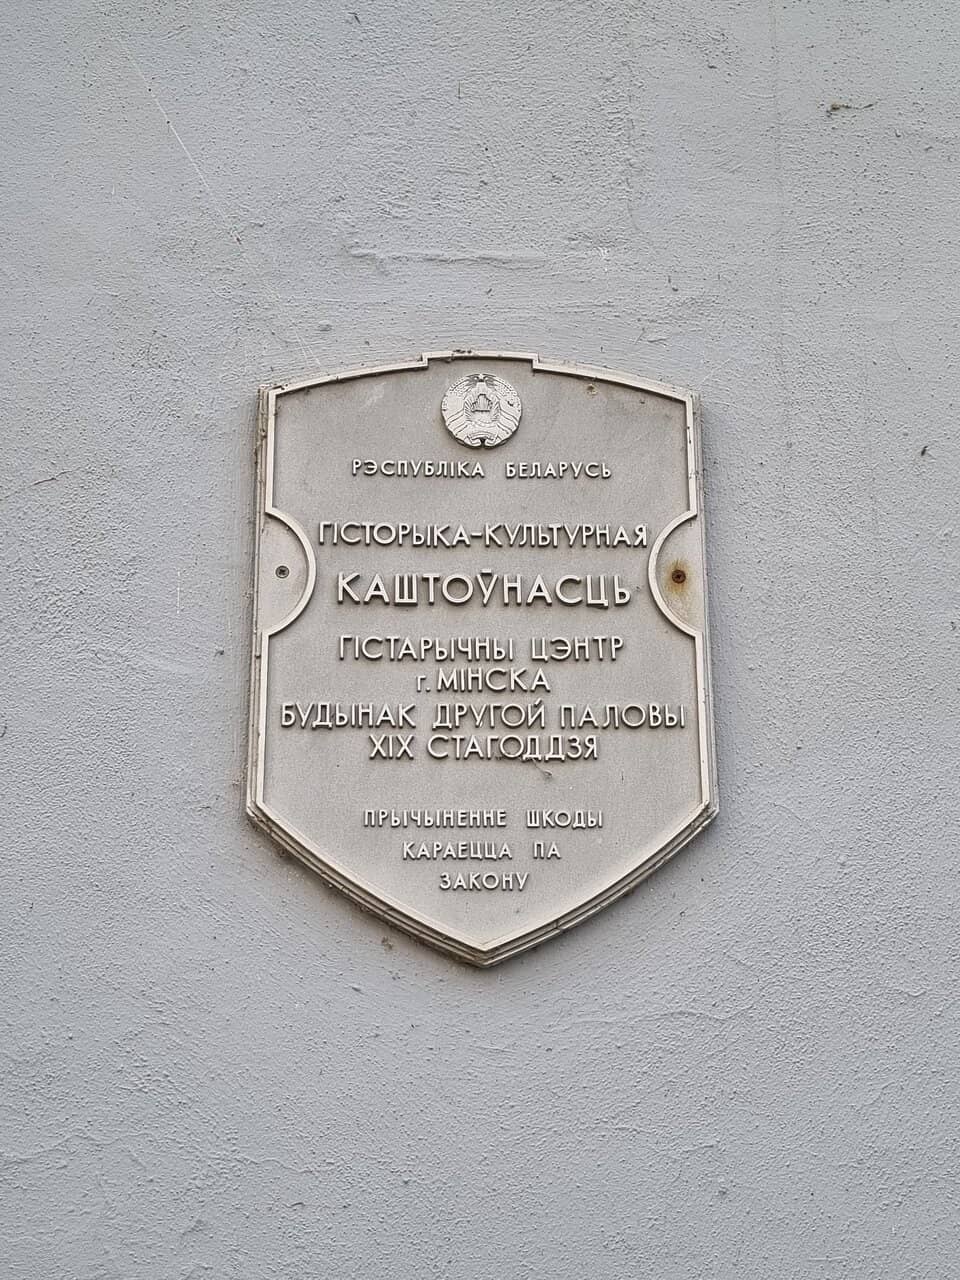 РЭСПУБЛІКА БЕЛАРУСЬ
ГІСТОРЫКА-КУЛЬТУРНАЯ
КАШТОЎНАСЦЬ
ГІСТАРЫЧНЫ ЦЭНТР
г. МІНСКА
БУДЫНАК ДРУГОЙ ПАЛОВЫ
XIX СТАГОДДЗЯ
ПРЫЧЫНЕННЕ ШКОДЫ
КАРАЕЦЦА ПА
ЗАКОНУ